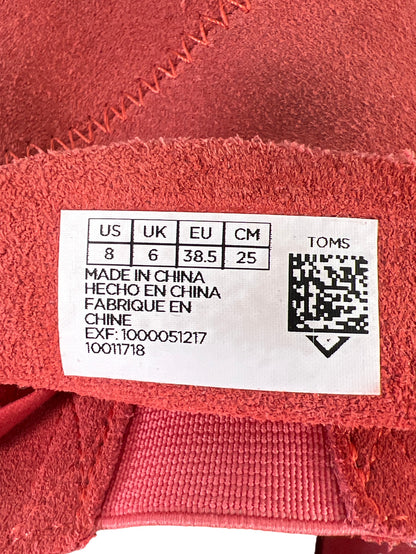 US UK EU CM
8 6 38.5 25
TOMS
MADE IN CHINA
HECHO EN CHINA
FABRIQUE EN
CHINE
EXF: 1000051217
10011718